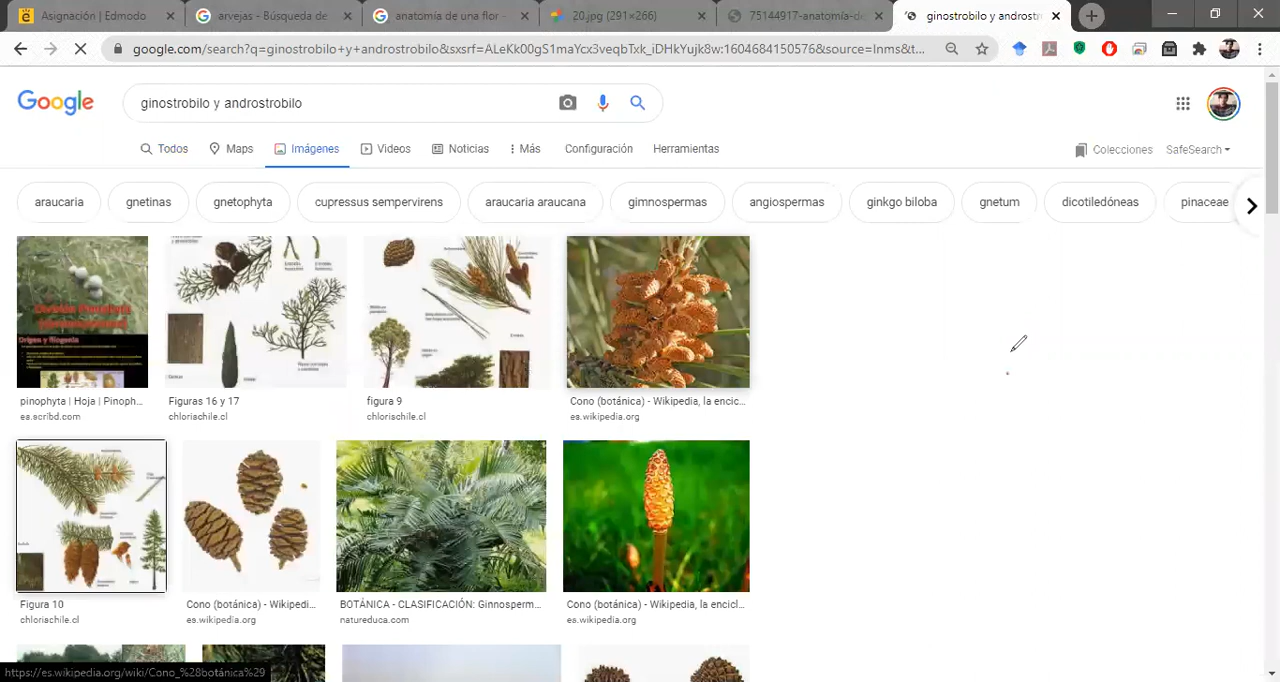 Asignación | Edmodo
arvejas - Búsqueda de
anatomía de una flor -
20.jpg (291×266)
75144917-anatomía-de
ginostrobilo y androstr
google.com/search?q=ginostrobilo+y+androstrobilo&sxsrf=ALeKk00gS1maYcx3veqbTxk_iDHkYujk8w:1604684150576&source=lnms&t...
Google
ginostrobilo y androstrobilo
Todos
Maps
Imágenes
Videos
Noticias
Más
Configuración
Herramientas
Colecciones
SafeSearch
araucaria
gnetinas
gnetophyta
cupressus sempervirens
araucaria araucana
gimnospermas
angiospermas
ginkgo biloba
gnetum
dicotiledóneas
pinaceae
pinophyta | Hoja | Pinoph...
es.scribd.com
Figuras 16 y 17
chlorischile.cl
figura 9
chlorischile.cl
Cono (botánica) - Wikipedia, la encic...
es.wikipedia.org
Figura 10
chlorischile.cl
Cono (botánica) - Wikipedi...
es.wikipedia.org
BOTÁNICA - CLASIFICACIÓN: Ginnosperm...
natureduca.com
Cono (botánica) - Wikipedia, la encicl...
es.wikipedia.org
https://es.wikipedia.org/wiki/Cono_%28botánica%29